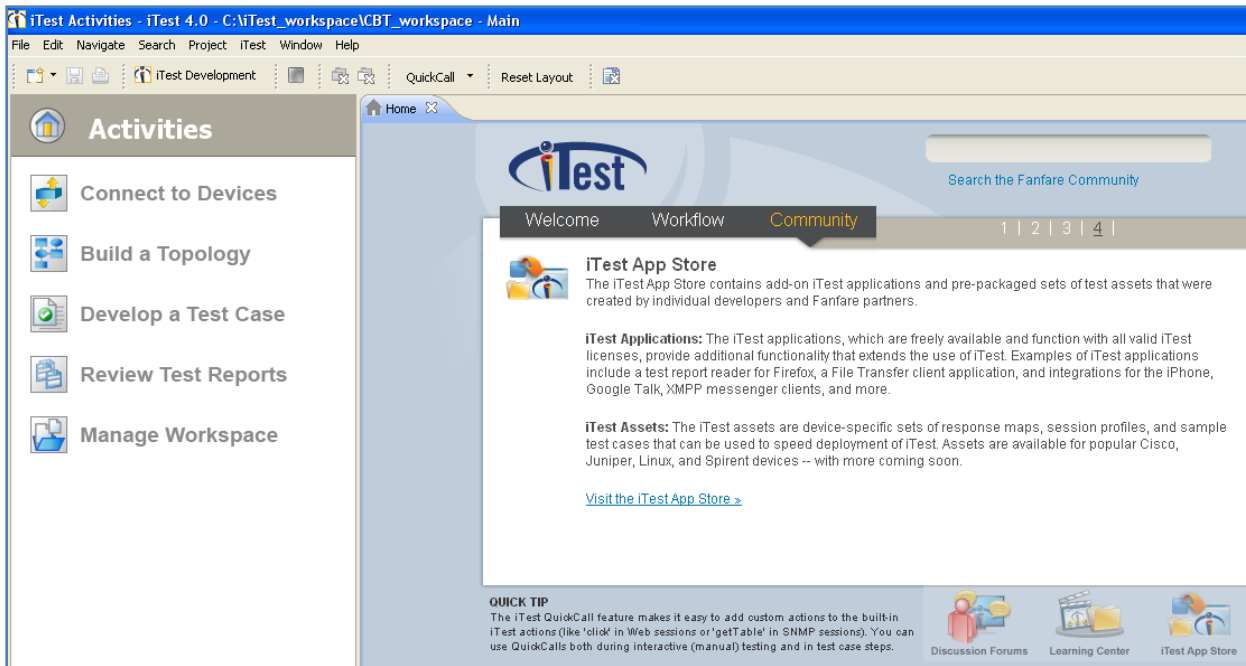 iTest Activities - iTest 4.0 - C:\iTest_workspace\CBT_workspace - Main
File Edit Navigate Search Project iTest Window Help
iTest Development QuickCall Reset Layout
Activities
Connect to Devices
Build a Topology
Develop a Test Case
Review Test Reports
Manage Workspace
Home
iTest
Search the Fanfare Community
Welcome Workflow Community
1 | 2 | 3 | 4 |
iTest App Store
The iTest App Store contains add-on iTest applications and pre-packaged sets of test assets that were
created by individual developers and Fanfare partners.
iTest Applications: The iTest applications, which are freely available and function with all valid iTest
licenses, provide additional functionality that extends the use of iTest. Examples of iTest applications
include a test report reader for Firefox, a File Transfer client application, and integrations for the iPhone,
Google Talk, XMPP messenger clients, and more.
iTest Assets: The iTest assets are device-specific sets of response maps, session profiles, and sample
test cases that can be used to speed deployment of iTest. Assets are available for popular Cisco,
Juniper, Linux, and Spirent devices -- with more coming soon.
Visit the iTest App Store »
QUICK TIP
The iTest QuickCall feature makes it easy to add custom actions to the built-in
iTest actions (like 'click' in Web sessions or 'getTable' in SNMP sessions). You can
use QuickCalls both during interactive (manual) testing and in test case steps.
Discussion Forums Learning Center iTest App Store